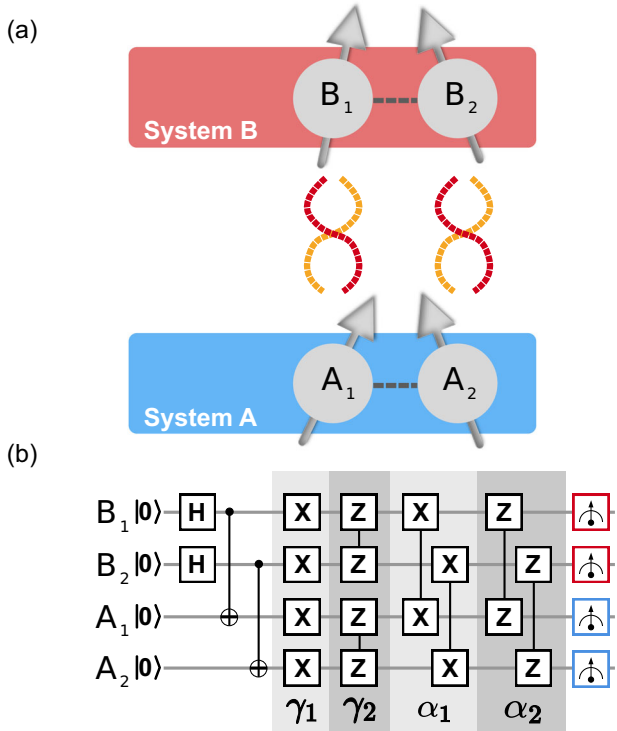 (a)
B₁ B₂
System B
A₁ A₂
System A
(b)
B₁|0⟩ H X Z X Z
B₂|0⟩ H X Z X Z
A₁|0⟩ X Z X Z
A₂|0⟩ X Z X Z
γ₁ γ₂ α₁ α₂